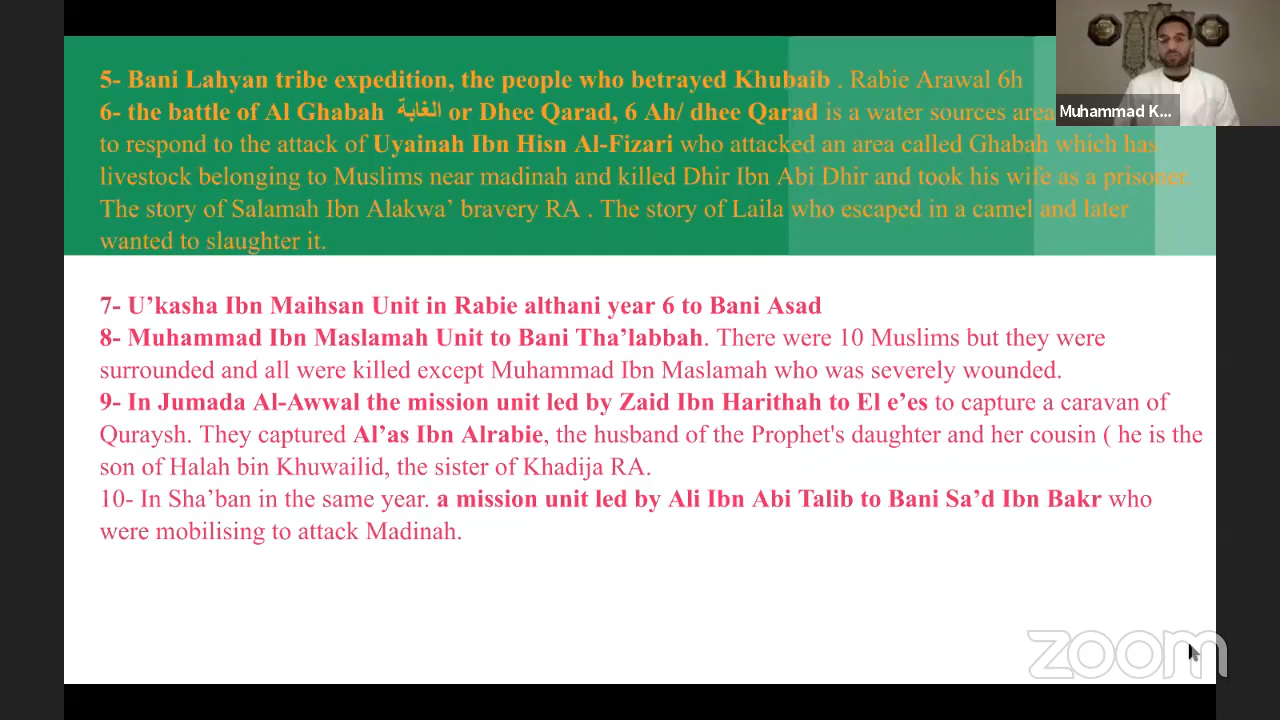 5- Bani Lahyan tribe expedition, the people who betrayed Khubaib . Rabie Arawal 6h
6- the battle of Al Ghabah الغابة or Dhee Qarad, 6 Ah/ dhee Qarad is a water sources area
Muhammad K...
to respond to the attack of Uyainah Ibn Hisn Al-Fizari who attacked an area called Ghabah which has
livestock belonging to Muslims near madinah and killed Dhir Ibn Abi Dhir and took his wife as a prisoner.
The story of Salamah Ibn Alakwa’ bravery RA . The story of Laila who escaped in a camel and later
wanted to slaughter it.
7- U’kasha Ibn Maihsan Unit in Rabie althani year 6 to Bani Asad
8- Muhammad Ibn Maslamah Unit to Bani Tha’labbah. There were 10 Muslims but they were
surrounded and all were killed except Muhammad Ibn Maslamah who was severely wounded.
9- In Jumada Al-Awwal the mission unit led by Zaid Ibn Harithah to El e’es to capture a caravan of
Quraysh. They captured Al’as Ibn Alrabie, the husband of the Prophet's daughter and her cousin ( he is the
son of Halah bin Khuwailid, the sister of Khadija RA.
10- In Sha’ban in the same year. a mission unit led by Ali Ibn Abi Talib to Bani Sa’d Ibn Bakr who
were mobilising to attack Madinah.
zoom